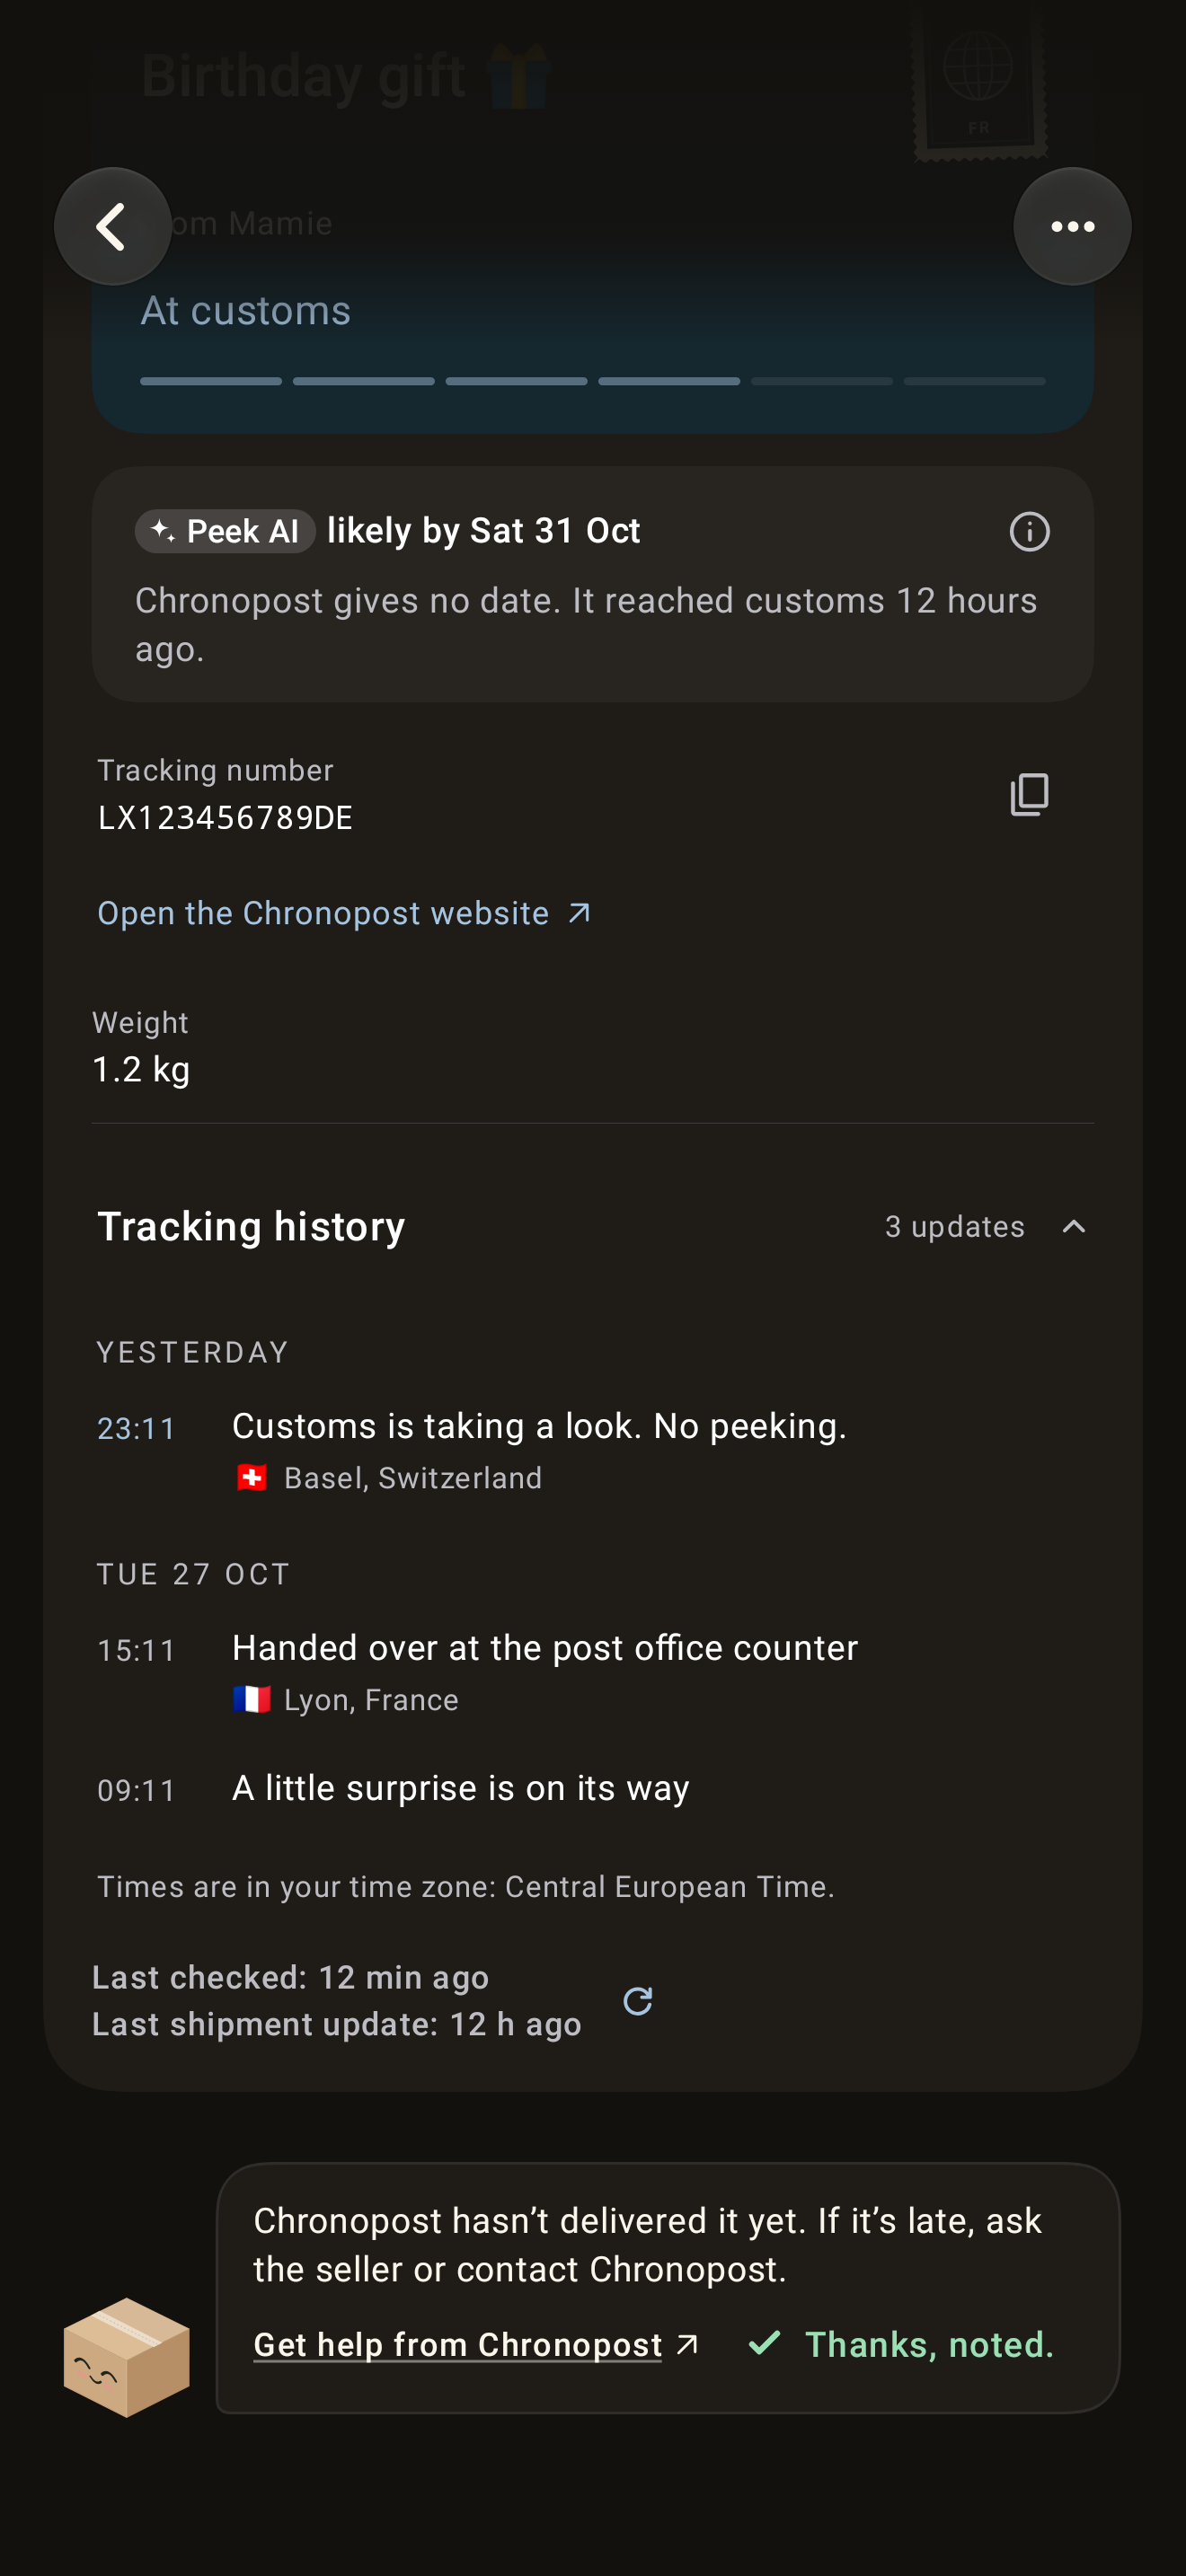 Birthday gift 🎁
FR
om Mamie
At customs
Peek AI likely by Sat 31 Oct
Chronopost gives no date. It reached customs 12 hours
ago.
Tracking number
LX123456789DE
Open the Chronopost website
Weight
1.2 kg
Tracking history
3 updates
YESTERDAY
23:11 Customs is taking a look. No peeking.
🇨🇭 Basel, Switzerland
TUE 27 OCT
15:11 Handed over at the post office counter
🇫🇷 Lyon, France
09:11 A little surprise is on its way
Times are in your time zone: Central European Time.
Last checked: 12 min ago
Last shipment update: 12 h ago
Chronopost hasn’t delivered it yet. If it’s late, ask
the seller or contact Chronopost.
Get help from Chronopost
Thanks, noted.